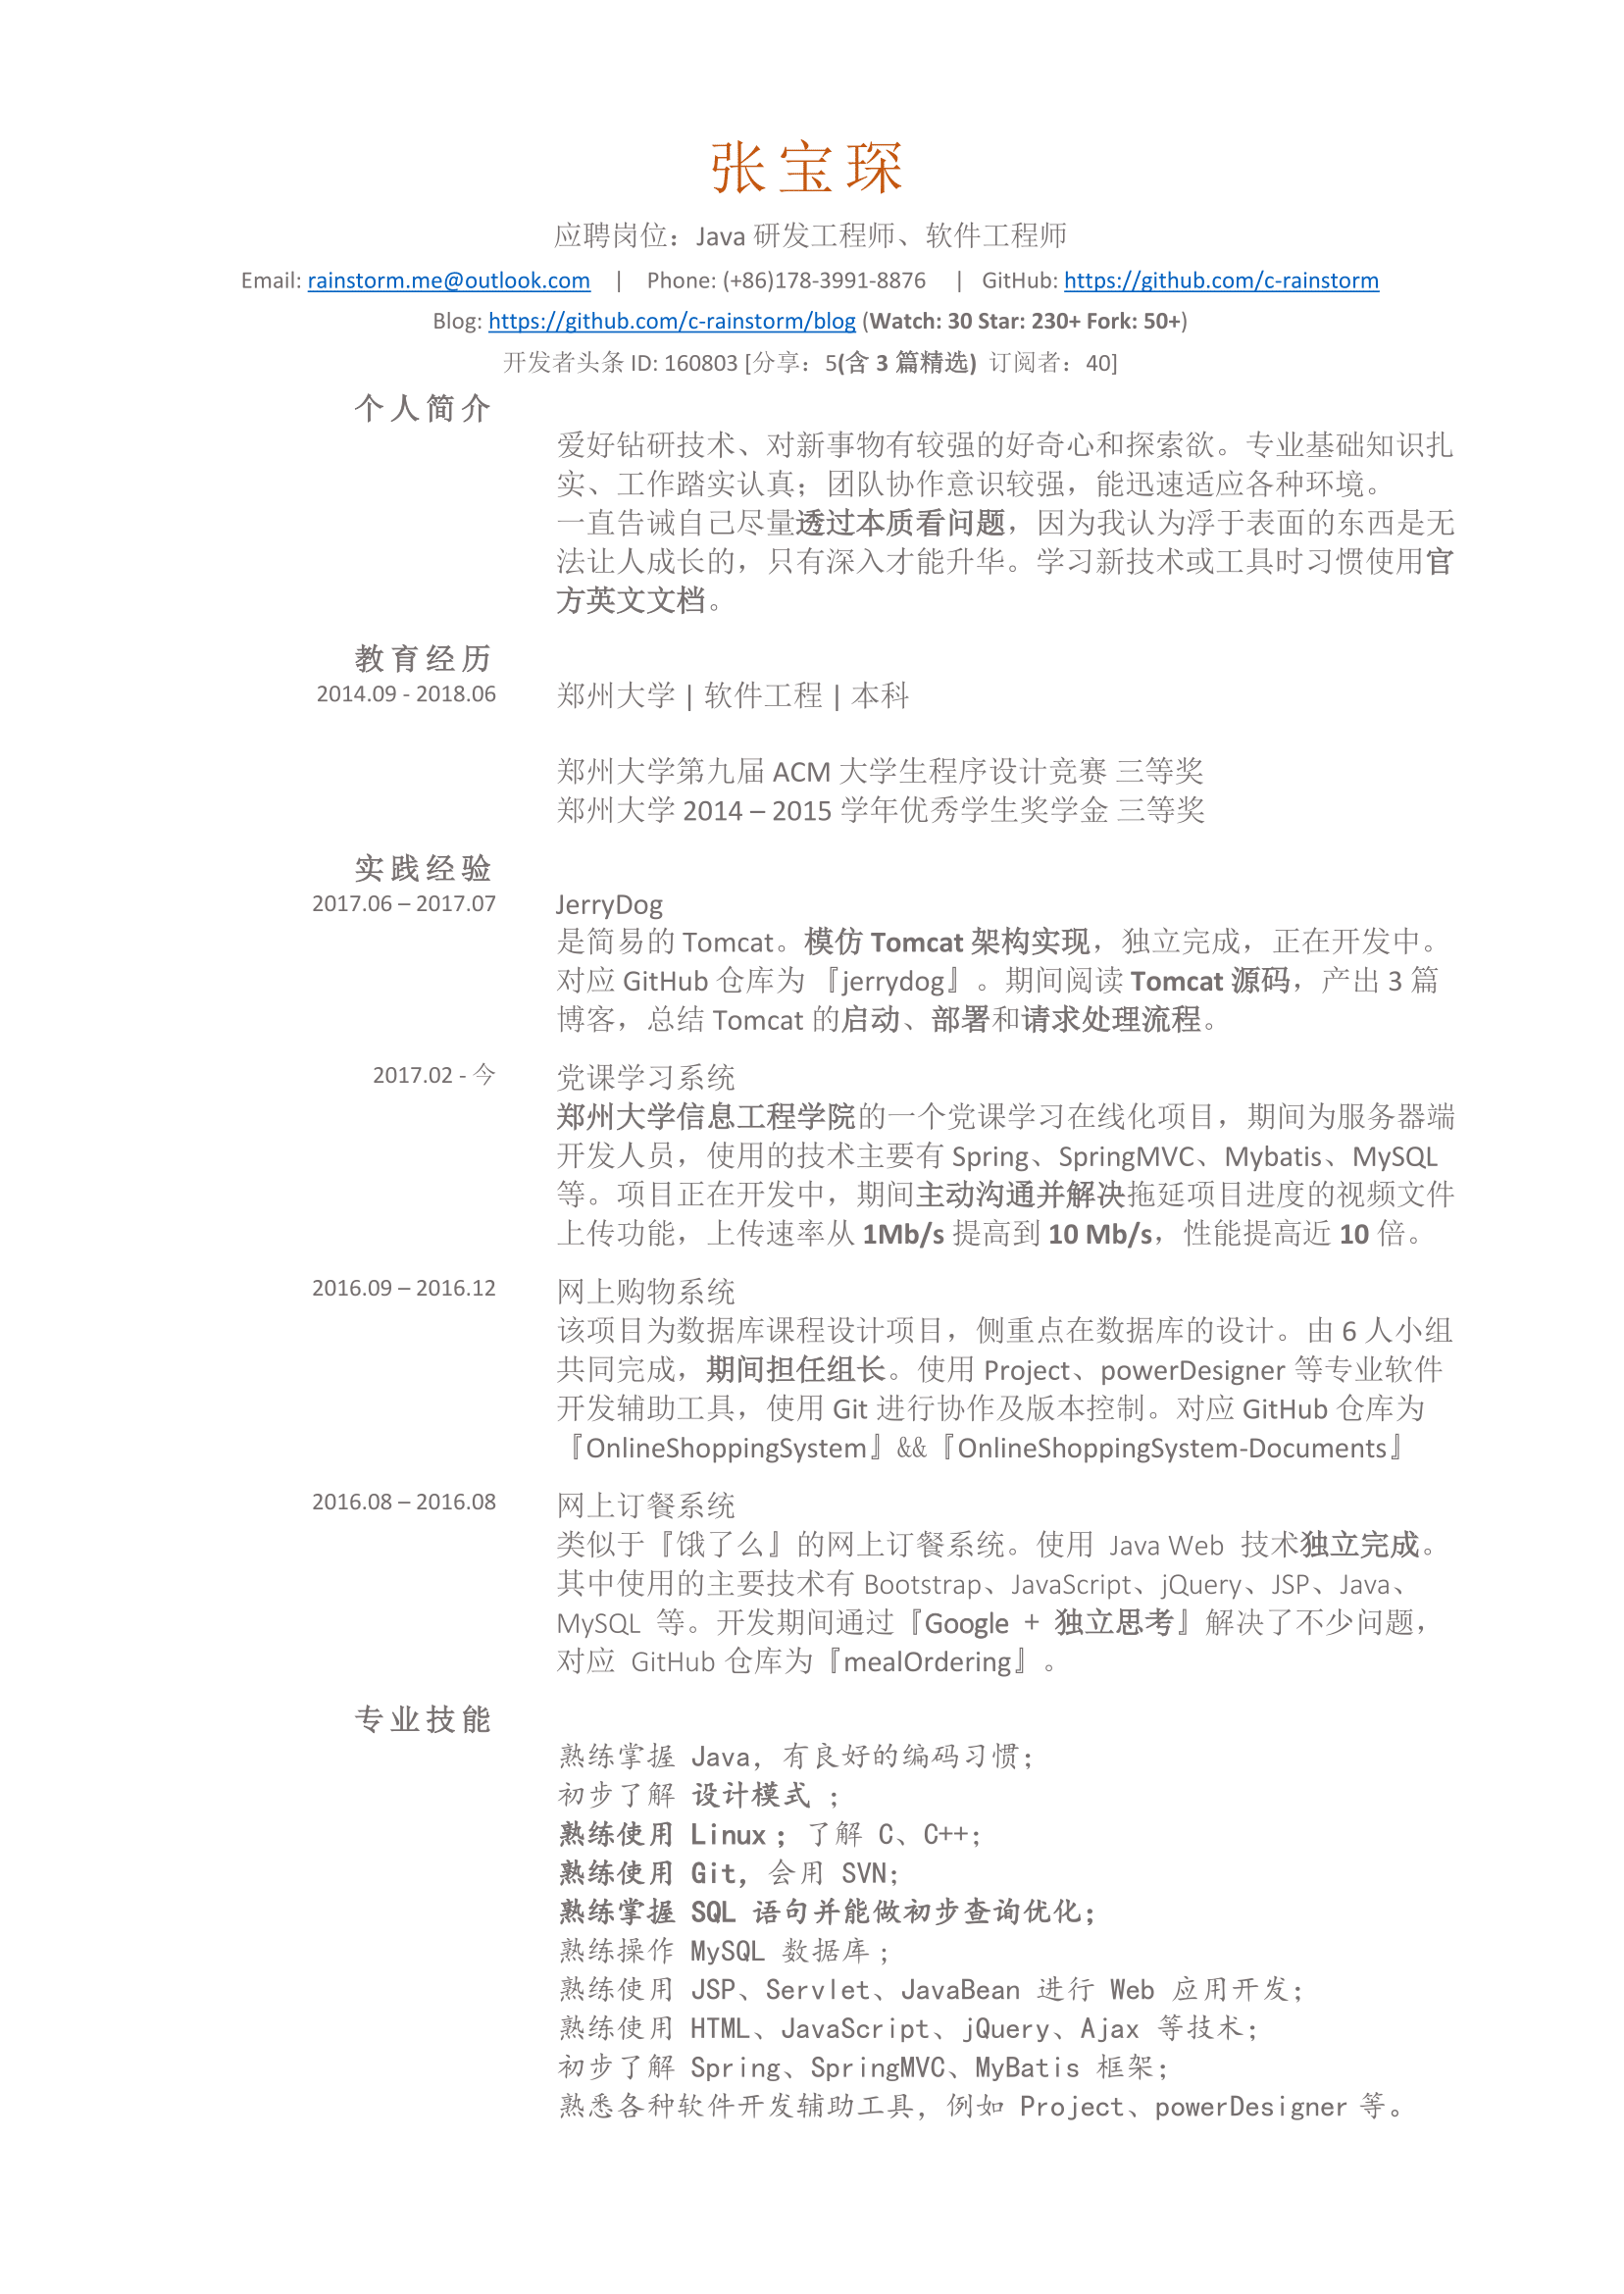 张宝琛
应聘岗位：Java 研发工程师、软件工程师
Email: rainstorm.me@outlook.com | Phone: (+86)178-3991-8876 | GitHub: https://github.com/c-rainstorm
Blog: https://github.com/c-rainstorm/blog (Watch: 30 Star: 230+ Fork: 50+)
开发者头条 ID: 160803 [分享：5(含 3 篇精选) 订阅者：40]
个人简介
爱好钻研技术、对新事物有较强的好奇心和探索欲。专业基础知识扎
实、工作踏实认真；团队协作意识较强，能迅速适应各种环境。
一直告诫自己尽量透过本质看问题，因为我认为浮于表面的东西是无
法让人成长的，只有深入才能升华。学习新技术或工具时习惯使用官
方英文文档。
教育经历
2014.09 - 2018.06 郑州大学 | 软件工程 | 本科
郑州大学第九届 ACM 大学生程序设计竞赛 三等奖
郑州大学 2014 – 2015 学年优秀学生奖学金 三等奖
实践经验
2017.06 – 2017.07 JerryDog
是简易的 Tomcat。模仿 Tomcat 架构实现，独立完成，正在开发中。
对应 GitHub 仓库为『jerrydog』。期间阅读 Tomcat 源码，产出 3 篇
博客，总结 Tomcat 的启动、部署和请求处理流程。
2017.02 - 今 党课学习系统
郑州大学信息工程学院的一个党课学习在线化项目，期间为服务器端
开发人员，使用的技术主要有 Spring、SpringMVC、Mybatis、MySQL
等。项目正在开发中，期间主动沟通并解决拖延项目进度的视频文件
上传功能，上传速率从 1Mb/s 提高到 10 Mb/s，性能提高近 10 倍。
2016.09 – 2016.12 网上购物系统
该项目为数据库课程设计项目，侧重点在数据库的设计。由 6 人小组
共同完成，期间担任组长。使用 Project、powerDesigner 等专业软件
开发辅助工具，使用 Git 进行协作及版本控制。对应 GitHub 仓库为
『OnlineShoppingSystem』&&『OnlineShoppingSystem-Documents』
2016.08 – 2016.08 网上订餐系统
类似于『饿了么』的网上订餐系统。使用 Java Web 技术独立完成。
其中使用的主要技术有 Bootstrap、JavaScript、jQuery、JSP、Java、
MySQL 等。开发期间通过『Google + 独立思考』解决了不少问题，
对应 GitHub 仓库为『mealOrdering』。
专业技能
熟练掌握 Java，有良好的编码习惯；
初步了解 设计模式 ；
熟练使用 Linux ；了解 C、C++；
熟练使用 Git，会用 SVN；
熟练掌握 SQL 语句并能做初步查询优化；
熟练操作 MySQL 数据库 ；
熟练使用 JSP、Servlet、JavaBean 进行 Web 应用开发；
熟练使用 HTML、JavaScript、jQuery、Ajax 等技术；
初步了解 Spring、SpringMVC、MyBatis 框架；
熟悉各种软件开发辅助工具，例如 Project、powerDesigner 等。